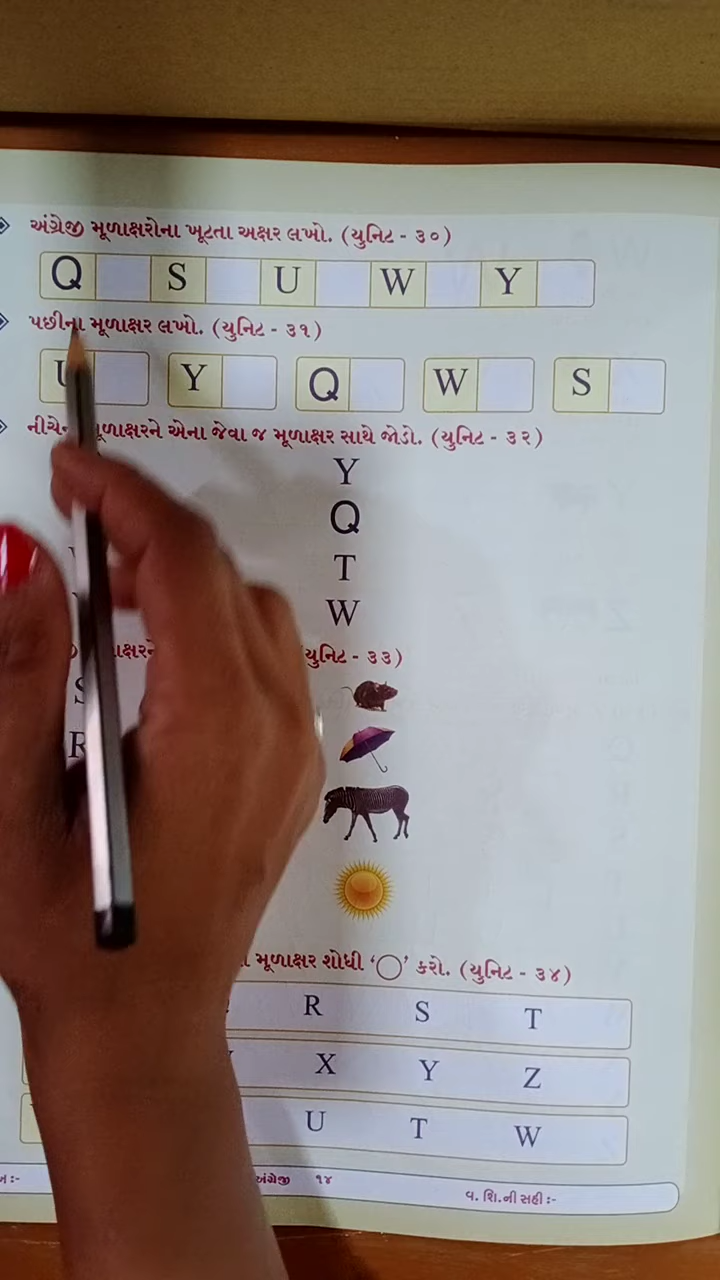 અંગ્રેજી મૂળાક્ષરોના ખૂટતા અક્ષર લખો. (યુનિટ - ૩૦)
Q S U W Y
પછીના મૂળાક્ષર લખો. (યુનિટ - ૩૧)
U Y Q W S
નીચેના મૂળાક્ષરને એના જેવા જ મૂળાક્ષર સાથે જોડો. (યુનિટ - ૩૨)
Y
Q
T
W
(યુનિટ - ૩૩)
S
R
મૂળાક્ષર શોધી ‘○’ કરો. (યુનિટ - ૩૪)
R S T
X Y Z
U T W
અંગ્રેજી ૧૪ વ. શિ.ની સહી :-